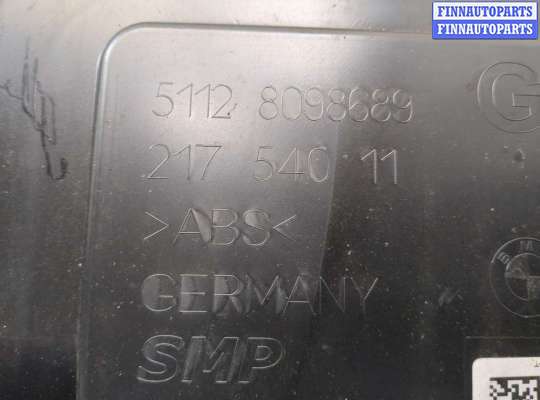 FINNAUTOPARTS
FINNAUTOPARTS
5112 8098689
217 540 11
>ABS<
GERMANY
SMP
G